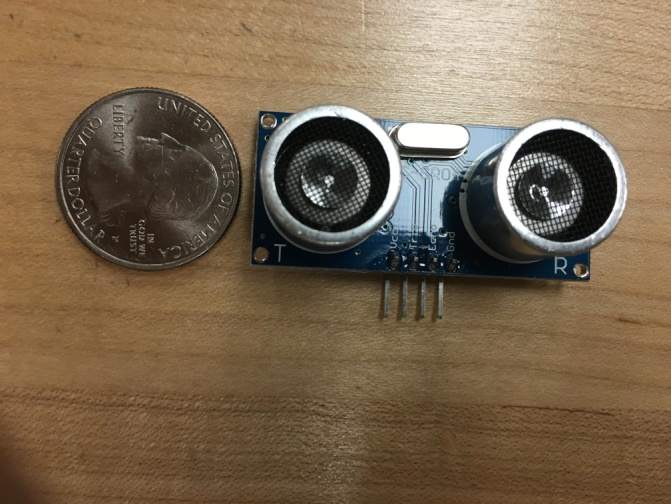 UNITED STATES OF AMERICA
LIBERTY
IN
GOD WE
TRUST
P
QUARTER DOLLAR
T
R
Vcc
Trig
Echo
Gnd